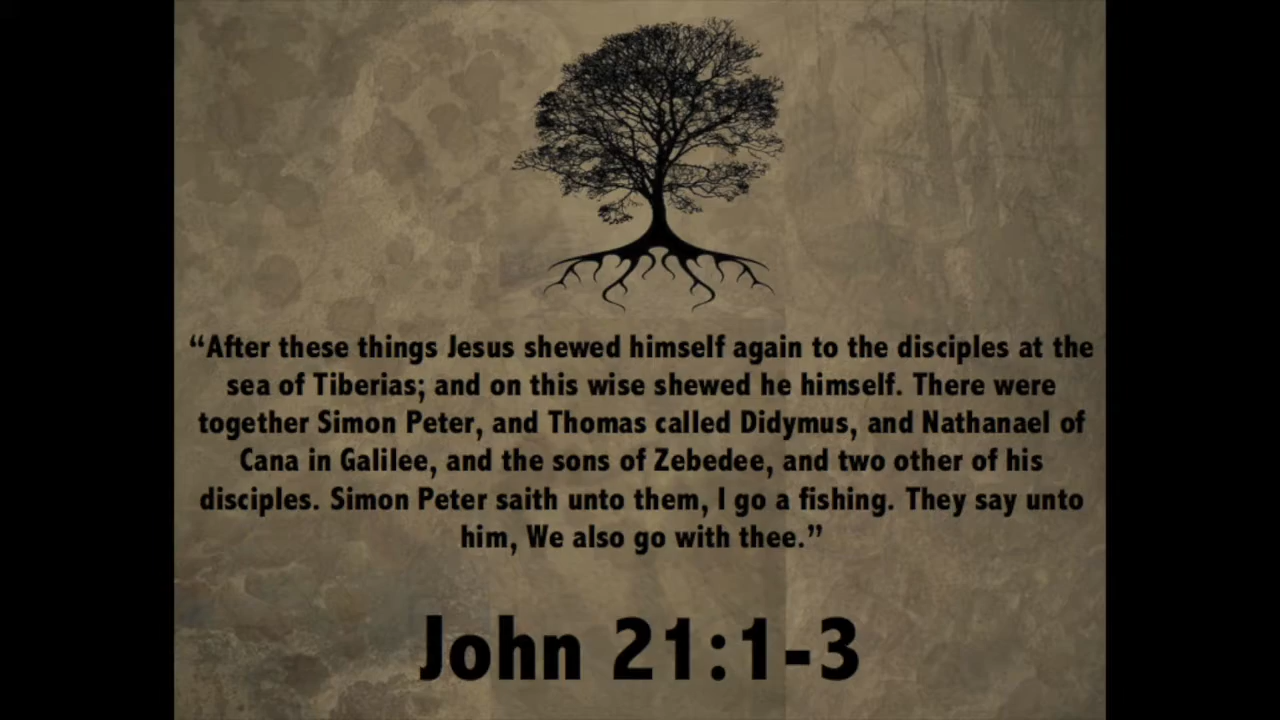 “After these things Jesus shewed himself again to the disciples at the
sea of Tiberias; and on this wise shewed he himself. There were
together Simon Peter, and Thomas called Didymus, and Nathanael of
Cana in Galilee, and the sons of Zebedee, and two other of his
disciples. Simon Peter saith unto them, I go a fishing. They say unto
him, We also go with thee.”
John 21:1-3